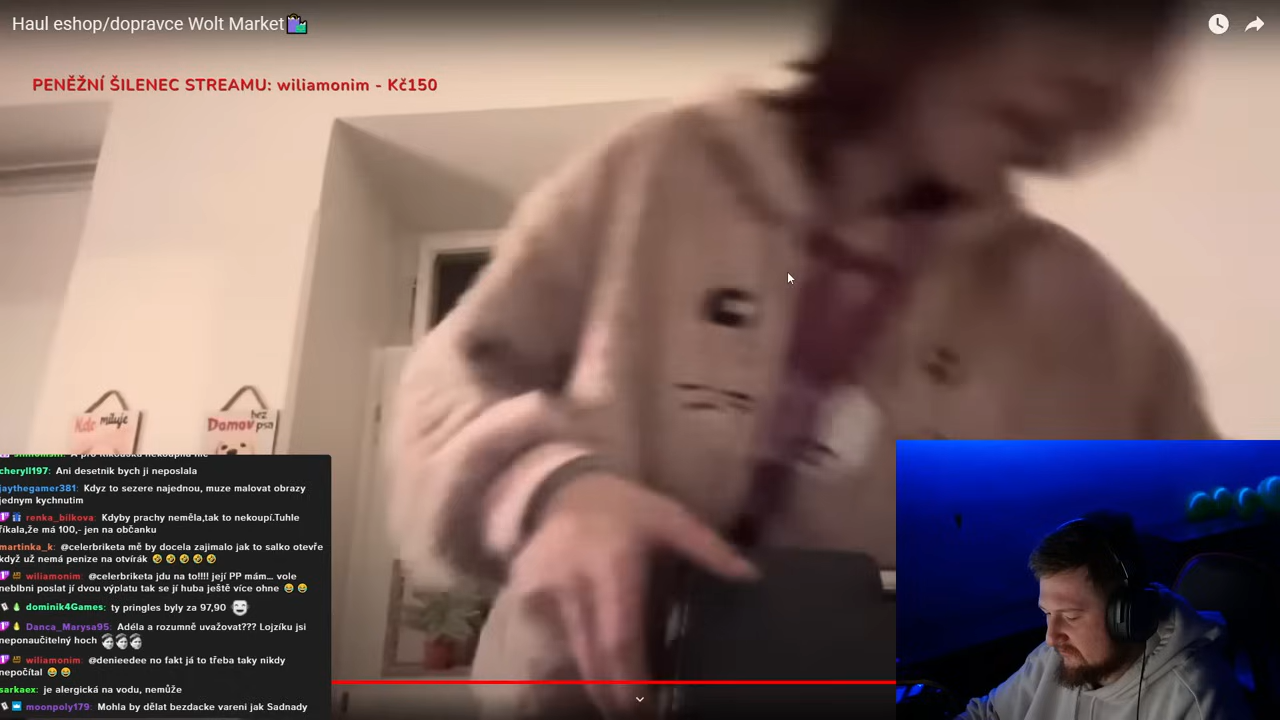 Haul eshop/dopravce Wolt Market🛍️
PENĚŽNÍ ŠILENEC STREAMU: wiliamonim - Kč150
Kdo miluje
Domov bez psa
cheryll197: Ani desetnik bych ji neposlala
jaythegamer381: Kdyz to sezere najednou, muze malovat obrazy
jednym kychnutim
renka_bilkova: Kdyby prachy neměla,tak to nekoupí.Tuhle
říkala,že má 100,- jen na občanku
martinka_k: @celerbriketa mě by docela zajimalo jak to salko otevře
když už nemá penize na otvírák 🤣 🤣 🤣 🤣 🤣
wiliamonim: @celerbriketa jdu na to!!!! její PP mám... vole
neblbni poslat jí dvou výplatu tak se jí huba ještě více ohne 😂 😂
dominik4Games: ty pringles byly za 97,90
Danca_Marysa95: Adéla a rozumně uvažovat??? Lojzíku jsi
neponaučitelný hoch
wiliamonim: @denieedee no fakt já to třeba taky nikdy
nepočítal 😂 😂
sarkaex: je alergická na vodu, nemůže
moonpoly179: Mohla by dělat bezdacke vareni jak Sadnady